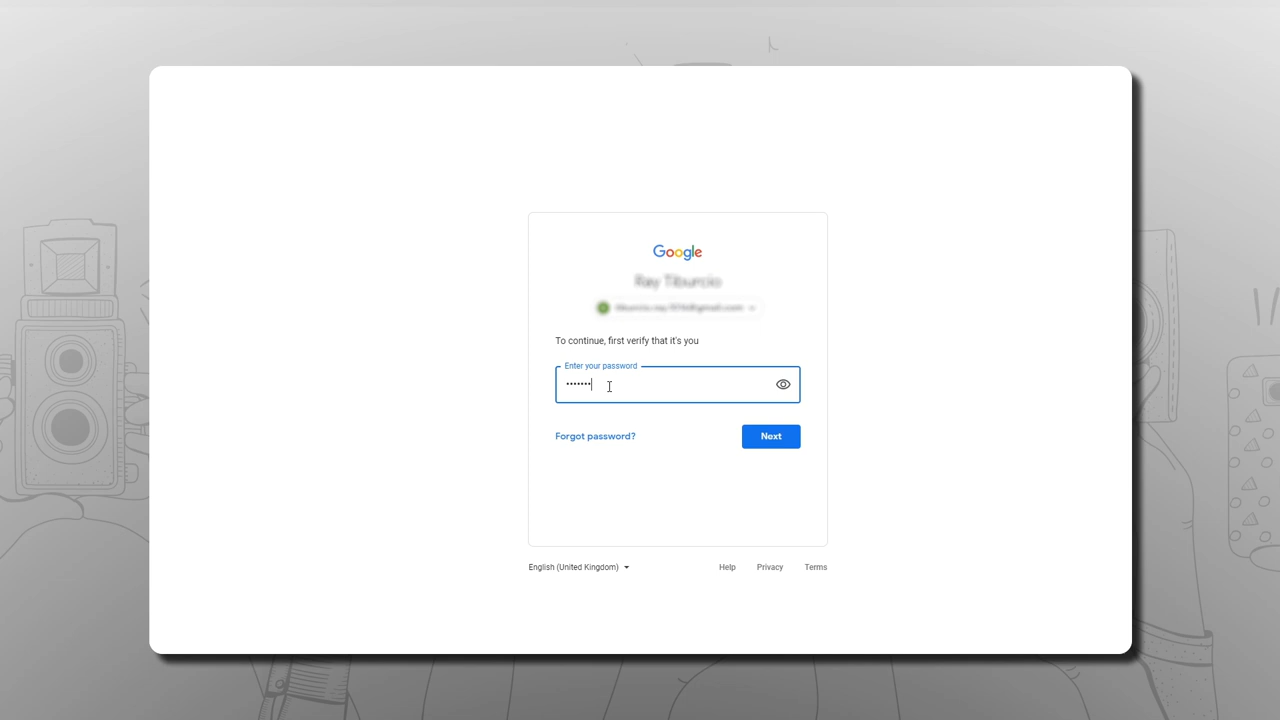 Google
To continue, first verify that it's you
Enter your password
•••••••
Forgot password?
Next
English (United Kingdom)
Help
Privacy
Terms